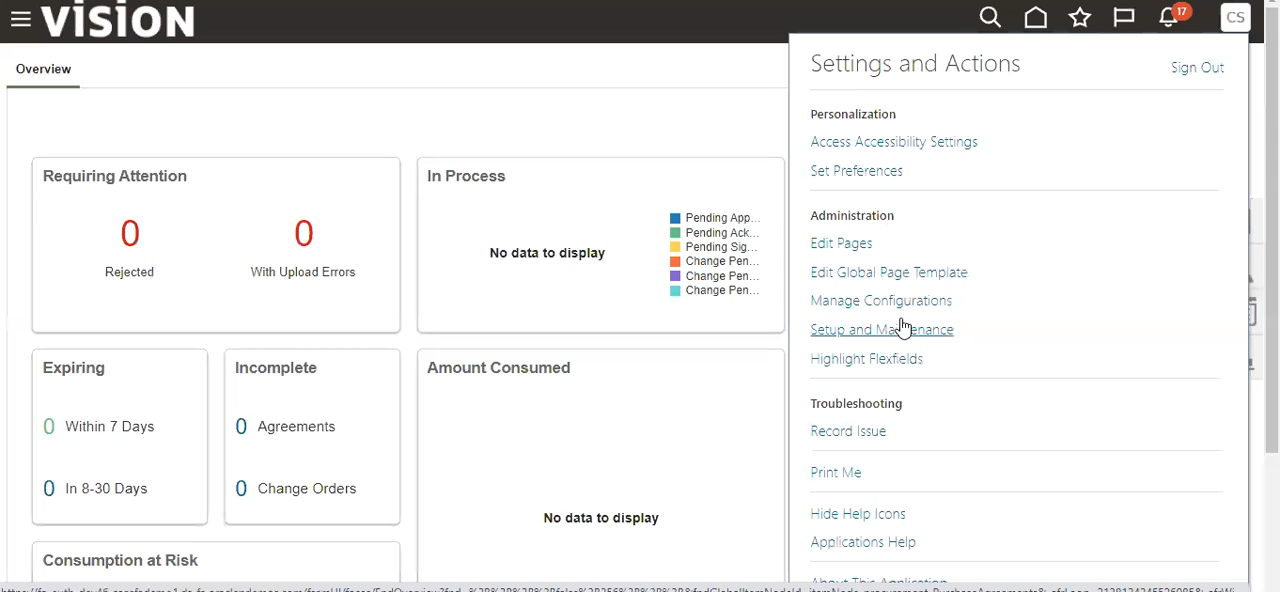 VISION
17
CS
Overview
Settings and Actions
Sign Out
Personalization
Access Accessibility Settings
Set Preferences
Administration
Edit Pages
Edit Global Page Template
Manage Configurations
Setup and Maintenance
Highlight Flexfields
Troubleshooting
Record Issue
Print Me
Hide Help Icons
Applications Help
About This Application
Requiring Attention
0
0
Rejected
With Upload Errors
In Process
No data to display
Pending App...
Pending Ack...
Pending Sig...
Change Pen...
Change Pen...
Change Pen...
Expiring
0 Within 7 Days
0 In 8-30 Days
Incomplete
0 Agreements
0 Change Orders
Amount Consumed
No data to display
Consumption at Risk